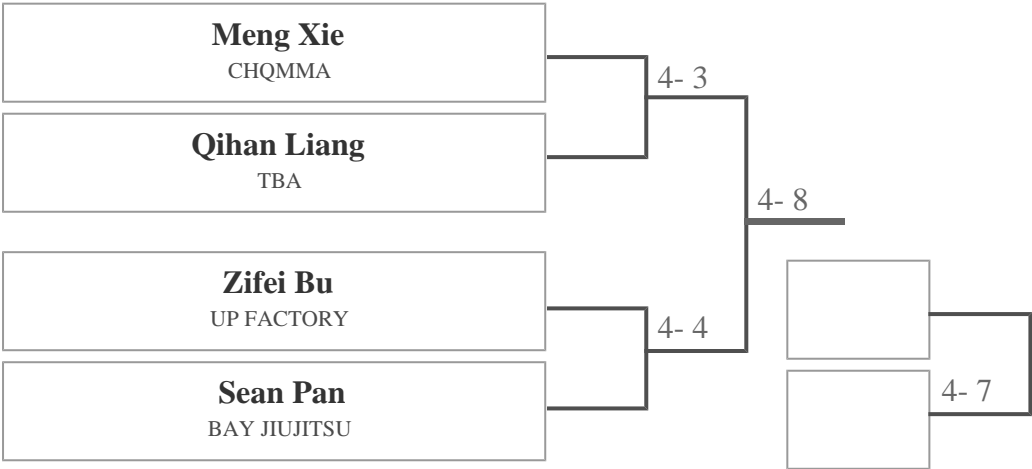 Meng Xie
CHQMMA
4- 3
Qihan Liang
TBA
4- 8
Zifei Bu
UP FACTORY
4- 4
Sean Pan
BAY JIUJITSU
4- 7